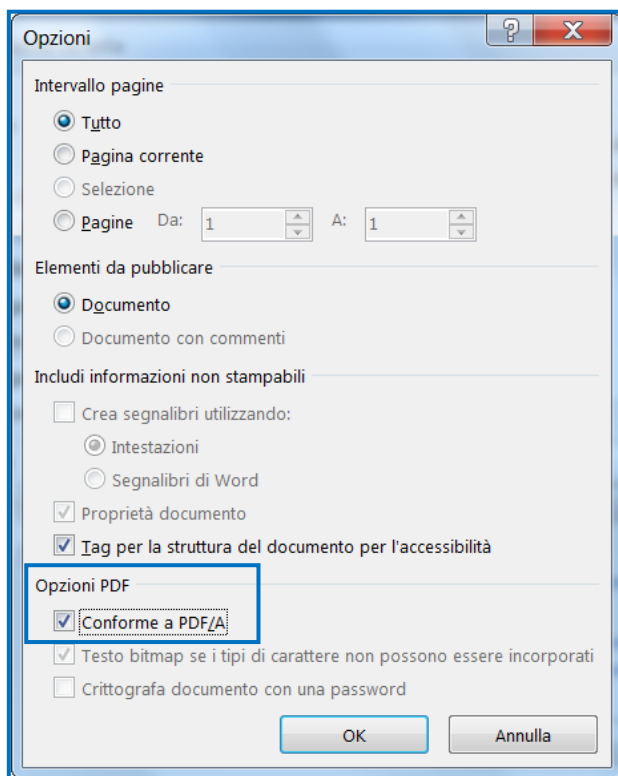 Opzioni
Intervallo pagine
Tutto
Pagina corrente
Selezione
Pagine Da: 1 A: 1
Elementi da pubblicare
Documento
Documento con commenti
Includi informazioni non stampabili
Crea segnalibri utilizzando:
Intestazioni
Segnalibri di Word
Proprietà documento
Tag per la struttura del documento per l'accessibilità
Opzioni PDF
Conforme a PDF/A
Testo bitmap se i tipi di carattere non possono essere incorporati
Crittografa documento con una password
OK Annulla